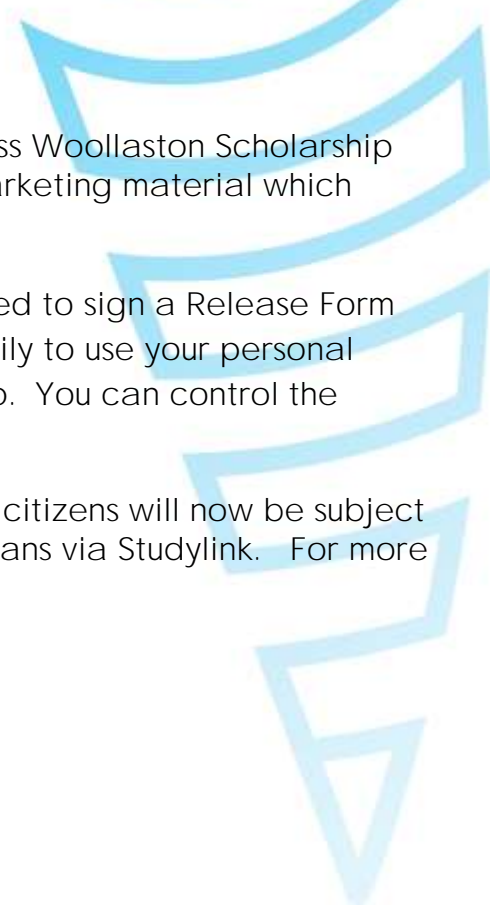 ss Woollaston Scholarship
arketing material which
ed to sign a Release Form
ily to use your personal
o. You can control the
citizens will now be subject
ans via Studylink. For more